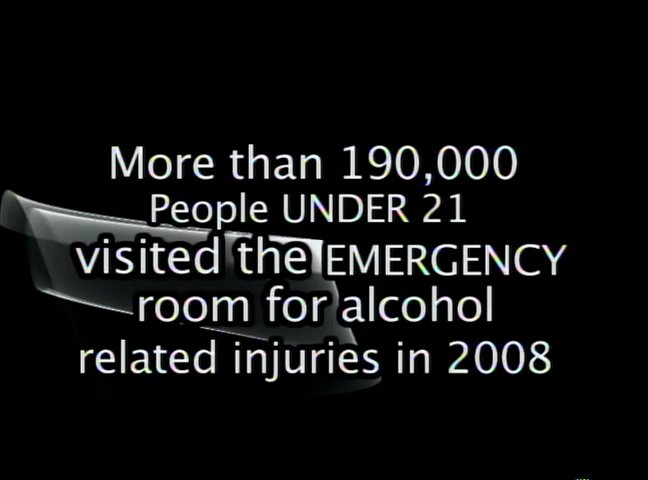 More than 190,000
People UNDER 21
visited the EMERGENCY
room for alcohol
related injuries in 2008